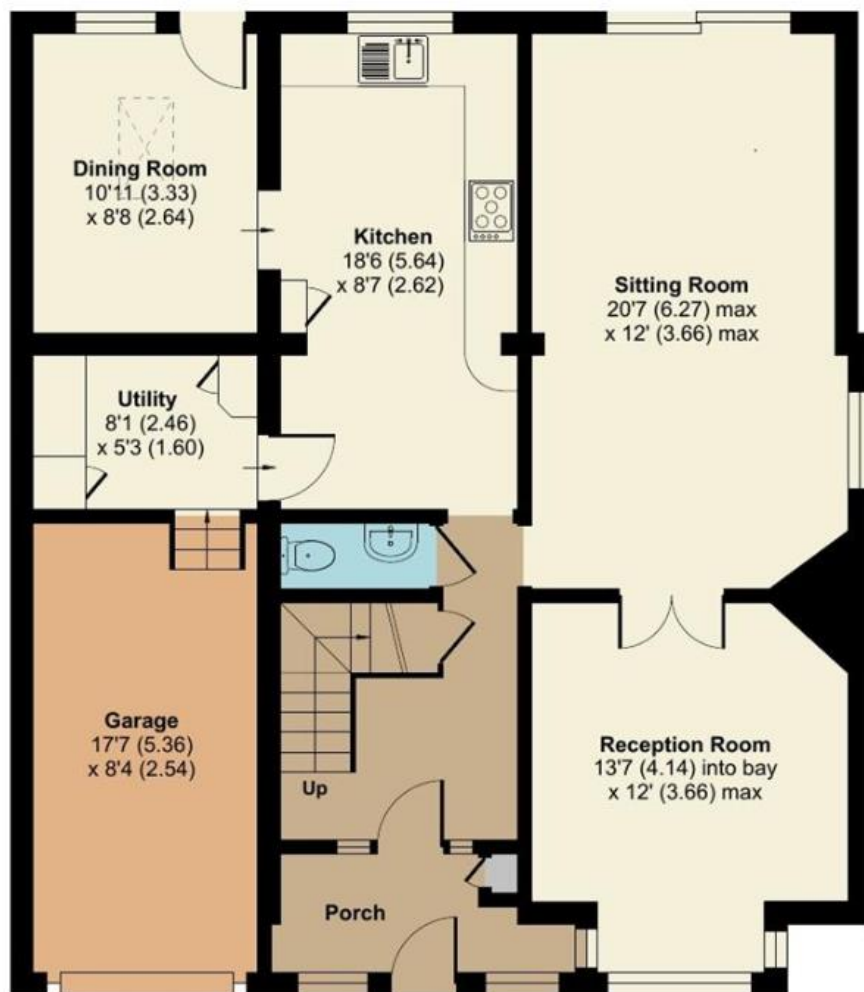 Dining Room
10'11 (3.33)
x 8'8 (2.64)
Kitchen
18'6 (5.64)
x 8'7 (2.62)
Sitting Room
20'7 (6.27) max
x 12' (3.66) max
Utility
8'1 (2.46)
x 5'3 (1.60)
Garage
17'7 (5.36)
x 8'4 (2.54)
Up
Reception Room
13'7 (4.14) into bay
x 12' (3.66) max
Porch